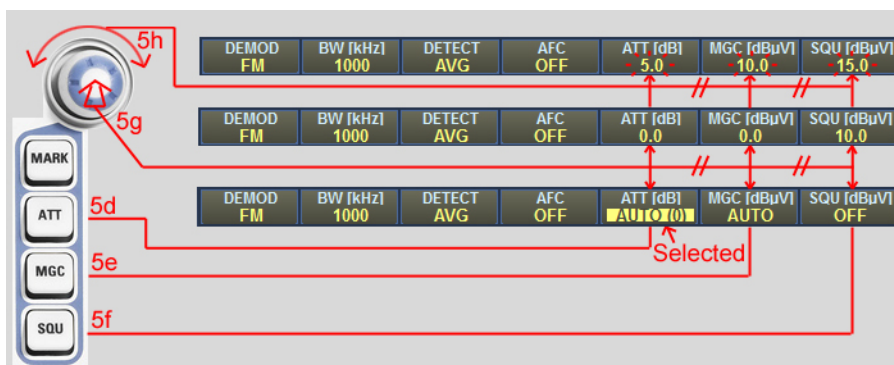 5h
DEMOD BW [kHz] DETECT AFC ATT [dB] MGC [dBµV] SQU [dBµV]
FM 1000 AVG OFF 5.0 10.0 15.0
5g
DEMOD BW [kHz] DETECT AFC ATT [dB] MGC [dBµV] SQU [dBµV]
FM 1000 AVG OFF 0.0 0.0 10.0
MARK
DEMOD BW [kHz] DETECT AFC ATT [dB] MGC [dBµV] SQU [dBµV]
FM 1000 AVG OFF AUTO (0) AUTO OFF
ATT 5d
Selected
MGC 5e
SQU 5f